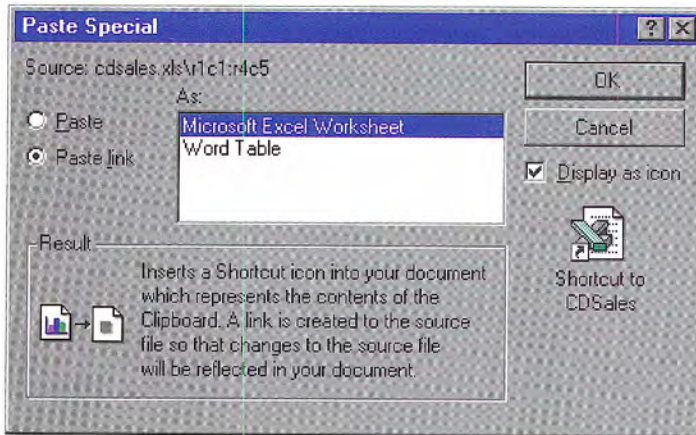 Paste Special
Source: cdsales.xls\r1c1:r4c5
As:
Paste
Paste link
Microsoft Excel Worksheet
Word Table
OK
Cancel
Display as icon
Shortcut to
CDSales
Result
Inserts a Shortcut icon into your document
which represents the contents of the
Clipboard. A link is created to the source
file so that changes to the source file
will be reflected in your document.